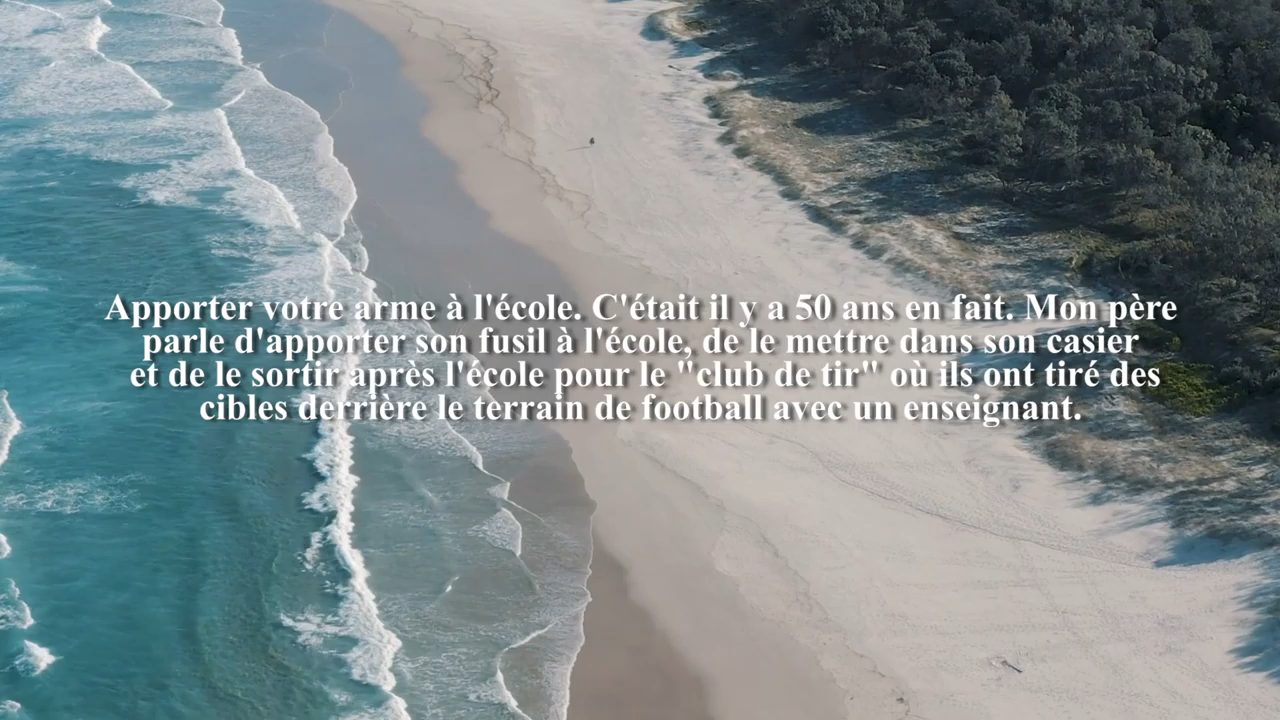 Apporter votre arme à l'école. C'était il y a 50 ans en fait. Mon père
parle d'apporter son fusil à l'école, de le mettre dans son casier
et de le sortir après l'école pour le "club de tir" où ils ont tiré des
cibles derrière le terrain de football avec un enseignant.